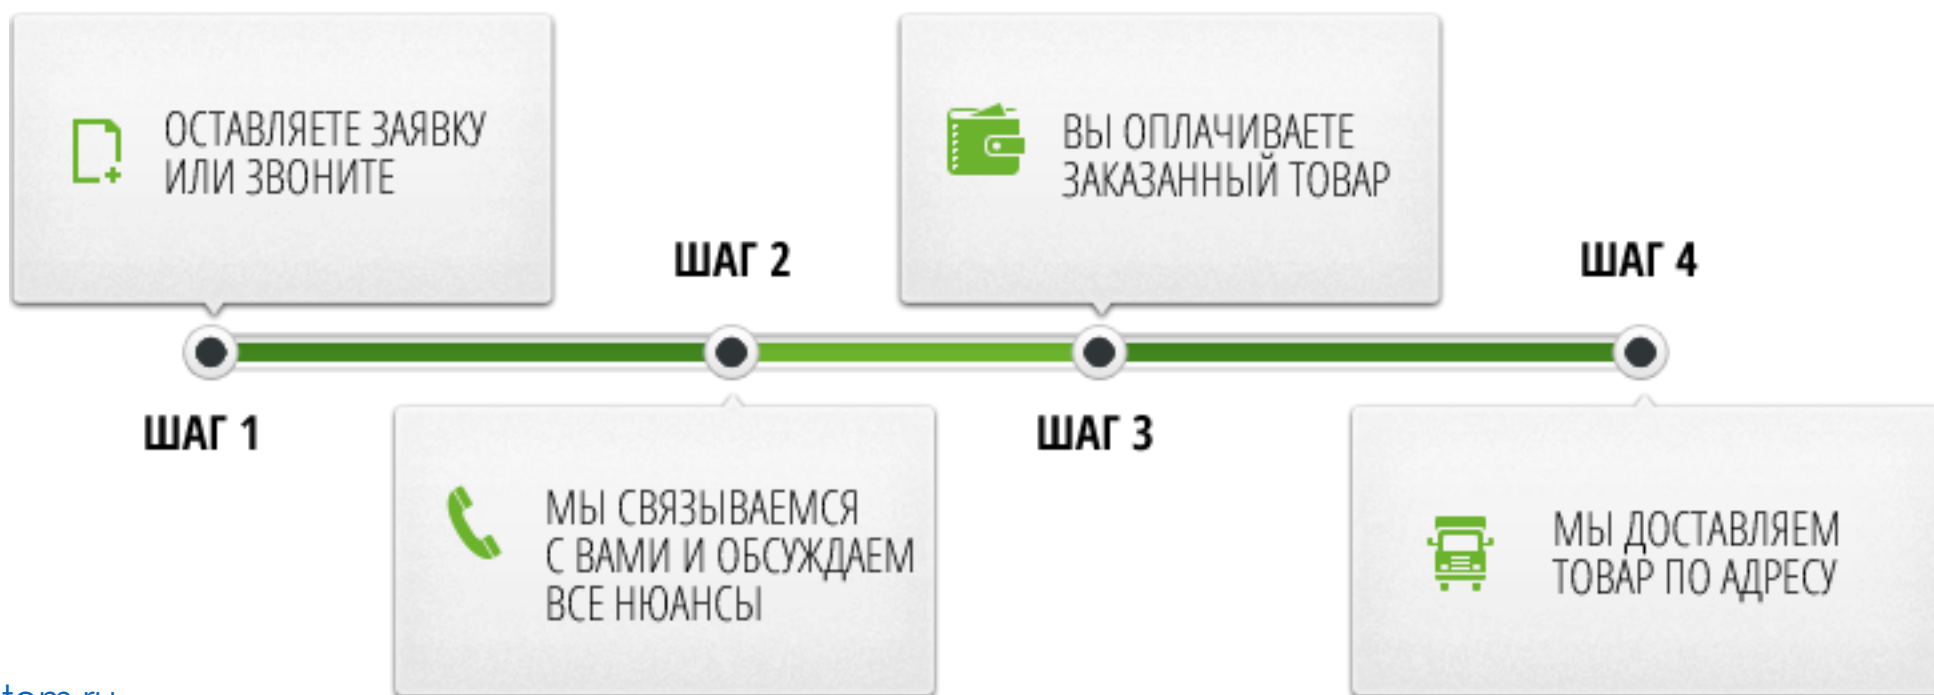 ОСТАВЛЯЕТЕ ЗАЯВКУ
ИЛИ ЗВОНИТЕ
ШАГ 1
ШАГ 2
МЫ СВЯЗЫВАЕМСЯ
С ВАМИ И ОБСУЖДАЕМ
ВСЕ НЮАНСЫ
ВЫ ОПЛАЧИВАЕТЕ
ЗАКАЗАННЫЙ ТОВАР
ШАГ 3
ШАГ 4
МЫ ДОСТАВЛЯЕМ
ТОВАР ПО АДРЕСУ